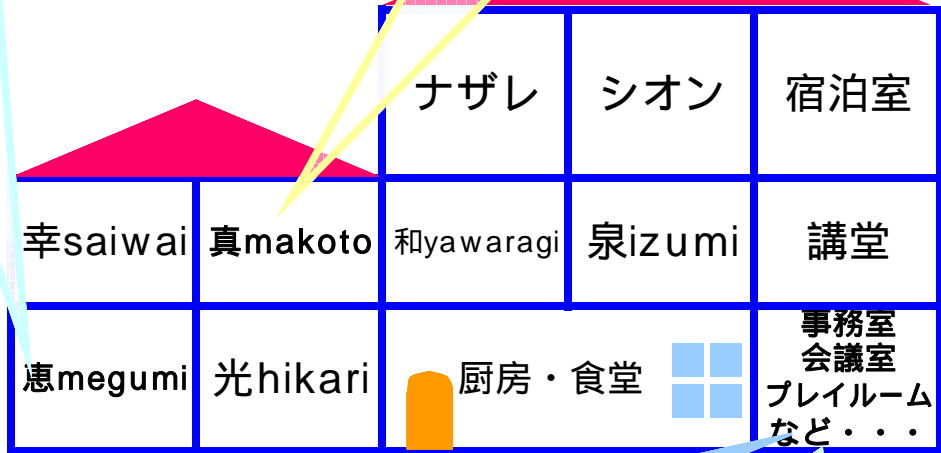 ナザレ
シオン
宿泊室
幸saiwai
真makoto
和yawaragi
泉izumi
講堂
恵megumi
光hikari
厨房・食堂
事務室
会議室
プレイルーム
など・・・